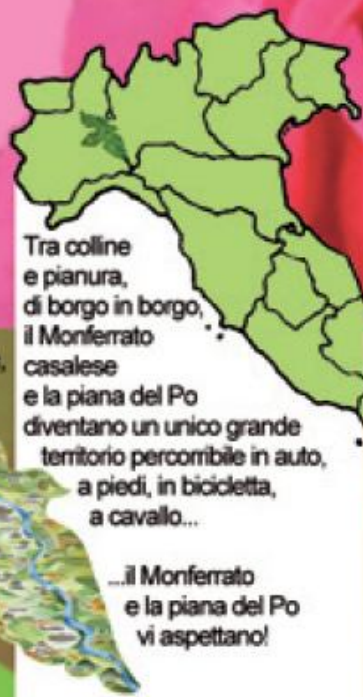 Tra colline
e pianura,
di borgo in borgo,
il Monferrato
casalese
e la piana del Po
diventano un unico grande
territorio percorribile in auto,
a piedi, in bicicletta,
a cavallo...
...il Monferrato
e la piana del Po
vi aspettano!